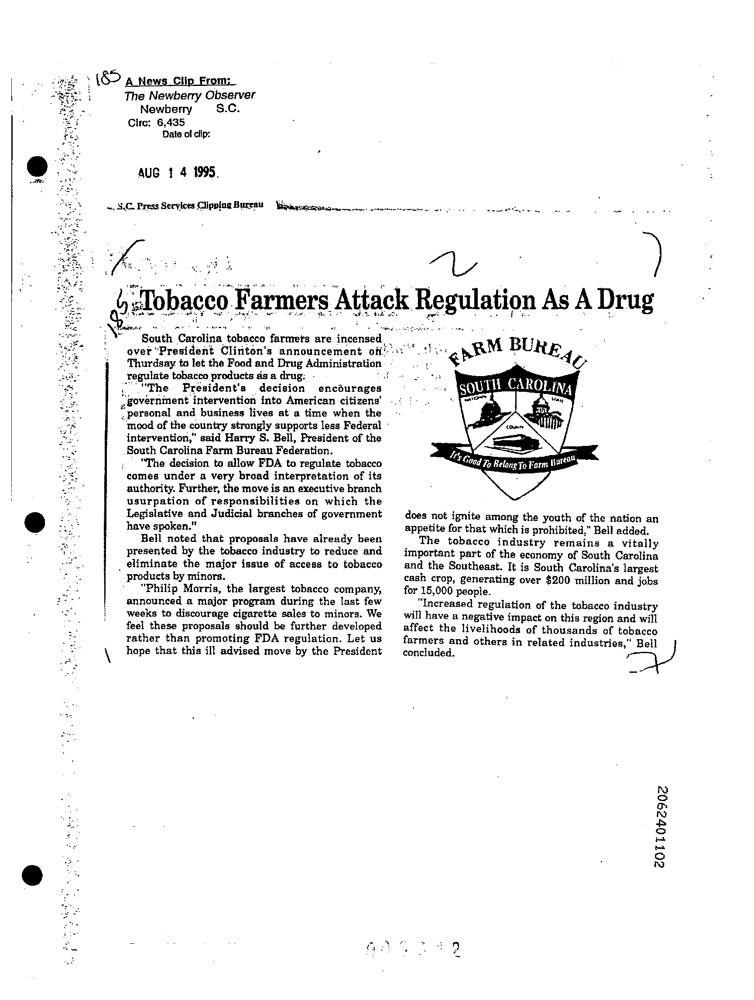 185 A News Clip From:
The Newberry Observer
Newberry S.C.
Circ: 6,435
Date of clip:
AUG 1 4 1995
S.C. Press Services Clipping Bureau
2
Tobacco Farmers Attack Regulation As A Drug
South Carolina tobacco farmers are incensed
over President Clinton's announcement on
Thurdsay to let the Food and Drug Administration
regulate tobacco products as a drug.
"The President's decision encourages
government intervention into American citizens'
personal and business lives at a time when the
mood of the country strongly supports less Federal
intervention," said Harry S. Bell, President of the
South Carolina Farm Bureau Federation.
"The decision to allow FDA to regulate tobacco
comes under a very broad interpretation of its
authority. Further, the move is an executive branch
usurpation of responsibilities on which the
Legislative and Judicial branches of government
have spoken."
Bell noted that proposals have already been
presented by the tobacco industry to reduce and
eliminate the major issue of access to tobacco
products by minors.
"Philip Morris, the largest tobacco company,
announced a major program during the last few
weeks to discourage cigarette sales to minors. We
feel these proposals should be further developed
rather than promoting FDA regulation. Let us
hope that this ill advised move by the President
FARM BUREAU
SOUTH CAROLINA
NATIONAL STATE
COUNTY
It's Good To Belong To Farm Bureau
does not ignite among the youth of the nation an
appetite for that which is prohibited," Bell added.
The tobacco industry remains a vitally
important part of the economy of South Carolina
and the Southeast. It is South Carolina's largest
cash crop, generating over $200 million and jobs
for 15,000 people.
"Increased regulation of the tobacco industry
will have a negative impact on this region and will
affect the livelihoods of thousands of tobacco
farmers and others in related industries," Bell
concluded.
2062401102